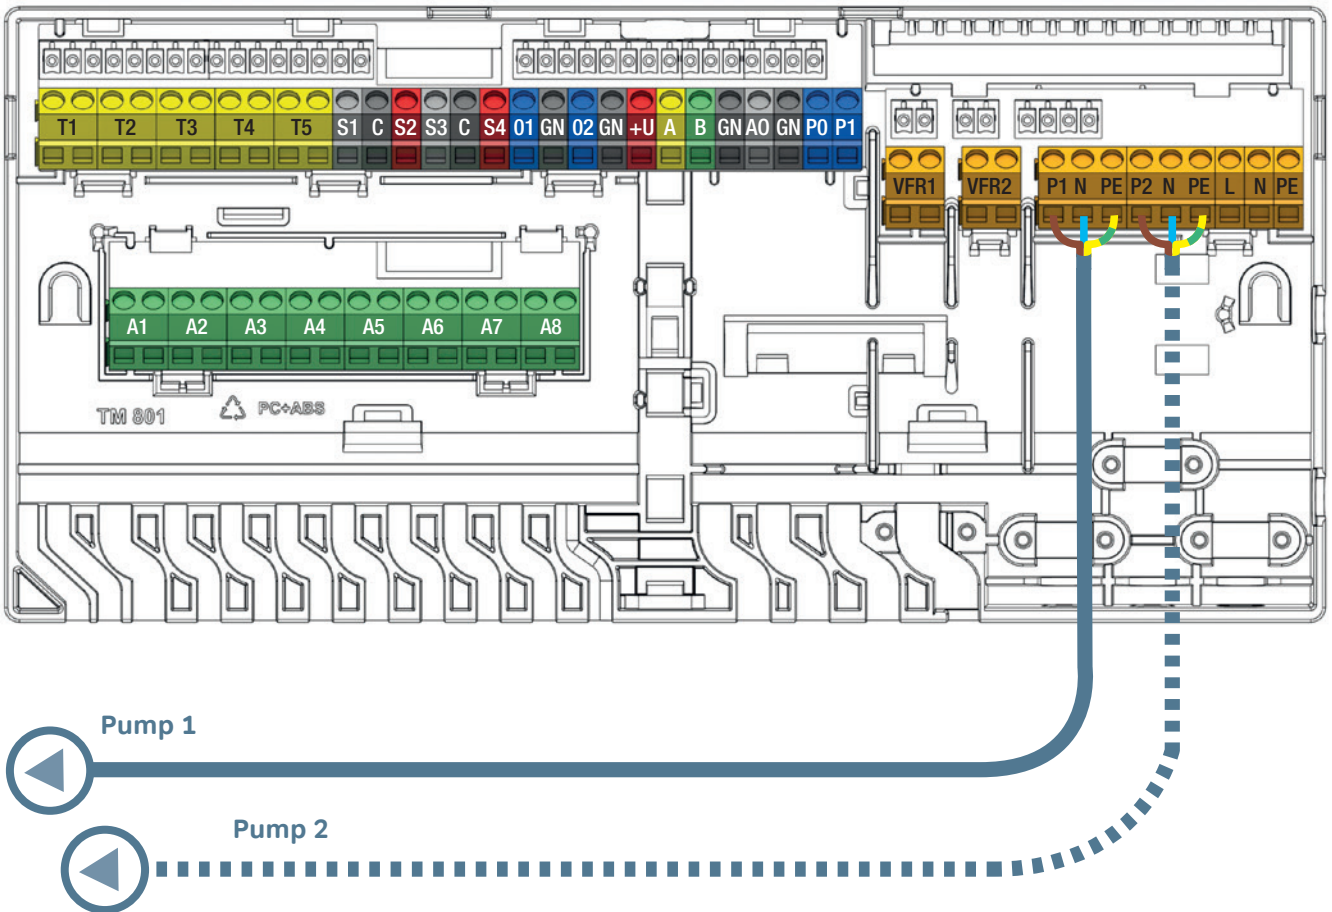 T1 T2 T3 T4 T5 S1 C S2 S3 C S4 01 GN 02 GN +U A B GN AO GN P0 P1
VFR1 VFR2 P1 N PE P2 N PE L N PE
A1 A2 A3 A4 A5 A6 A7 A8
TM 801 PC+ABS
Pump 1
Pump 2